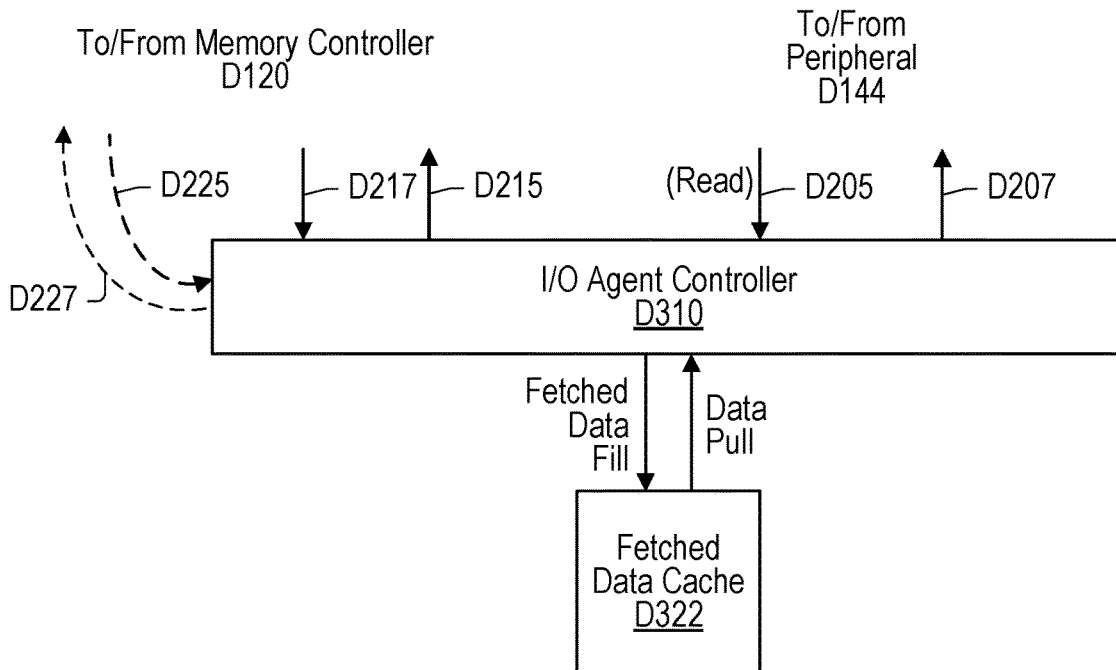 To/From Memory Controller
D120
To/From
Peripheral
D144
D225
D217
D215
(Read)
D205
D207
D227
I/O Agent Controller
D310
Fetched
Data
Fill
Data
Pull
Fetched
Data Cache
D322